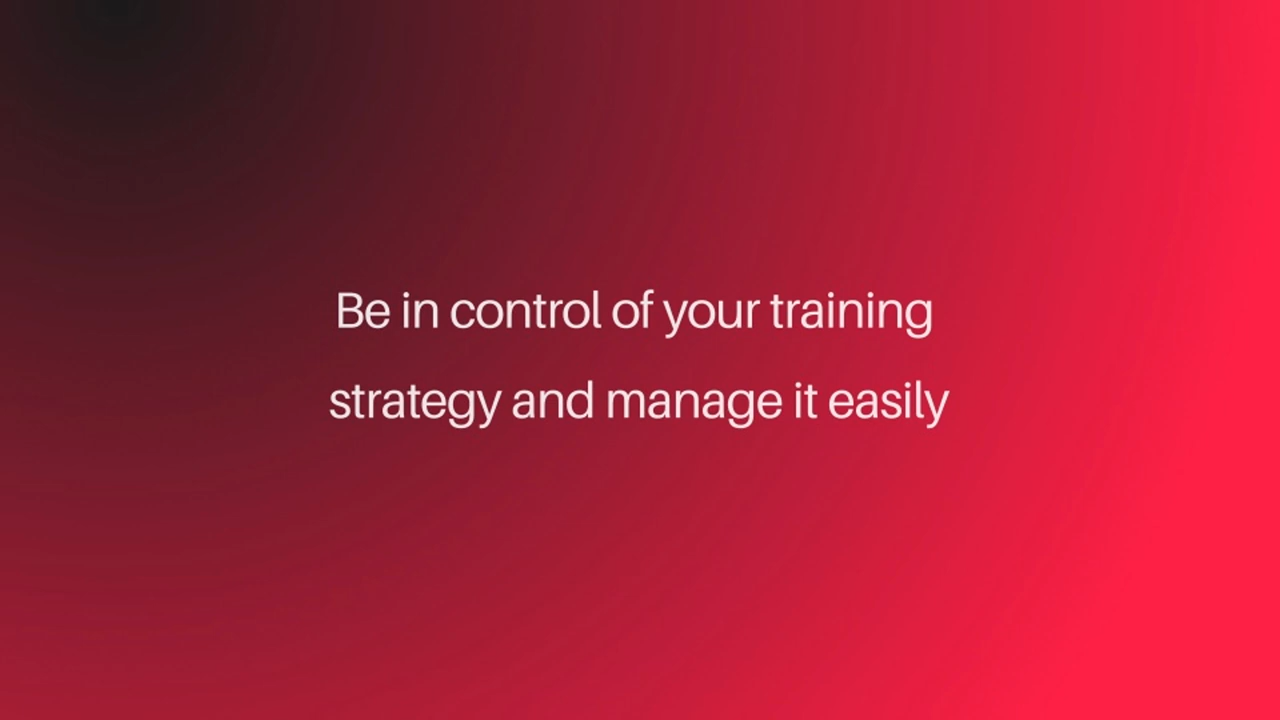 Be in control of your training
strategy and manage it easily